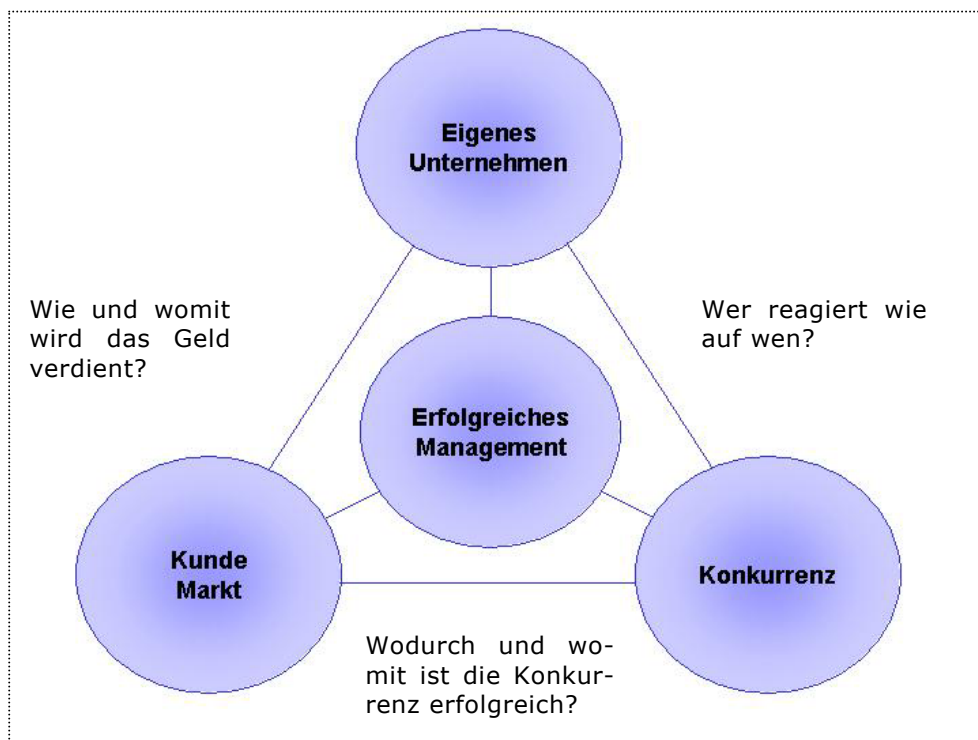 Eigenes
Unternehmen
Wie und womit
wird das Geld
verdient?
Wer reagiert wie
auf wen?
Erfolgreiches
Management
Kunde
Markt
Konkurrenz
Wodurch und wo-
mit ist die Konkur-
renz erfolgreich?